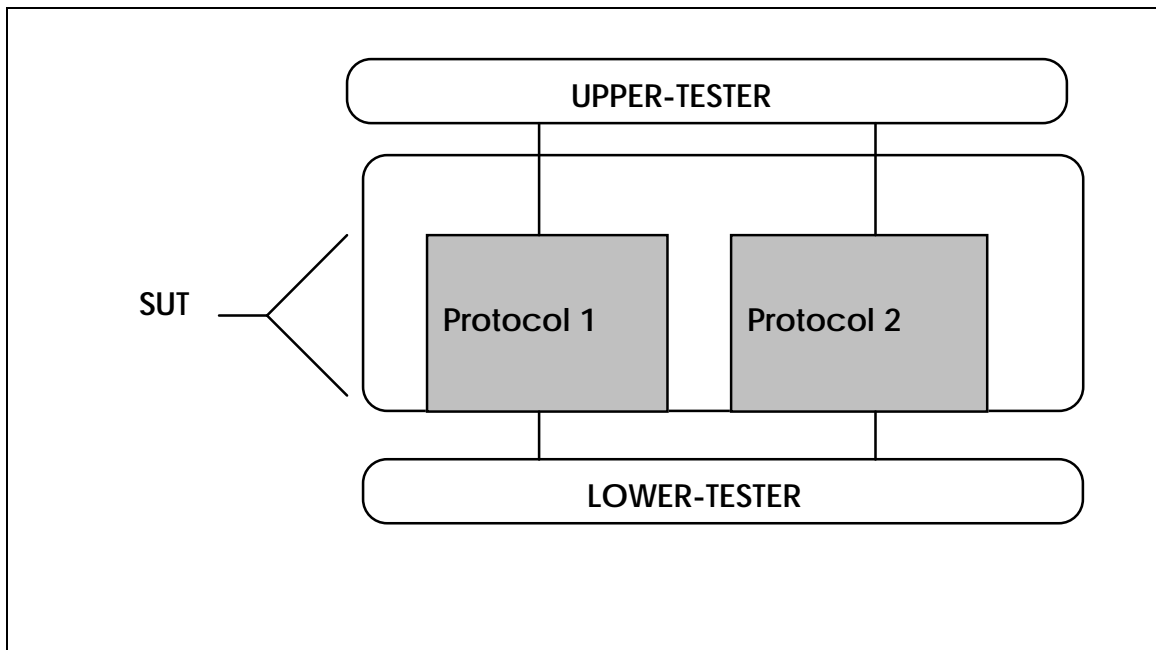 UPPER-TESTER
SUT
Protocol 1
Protocol 2
LOWER-TESTER